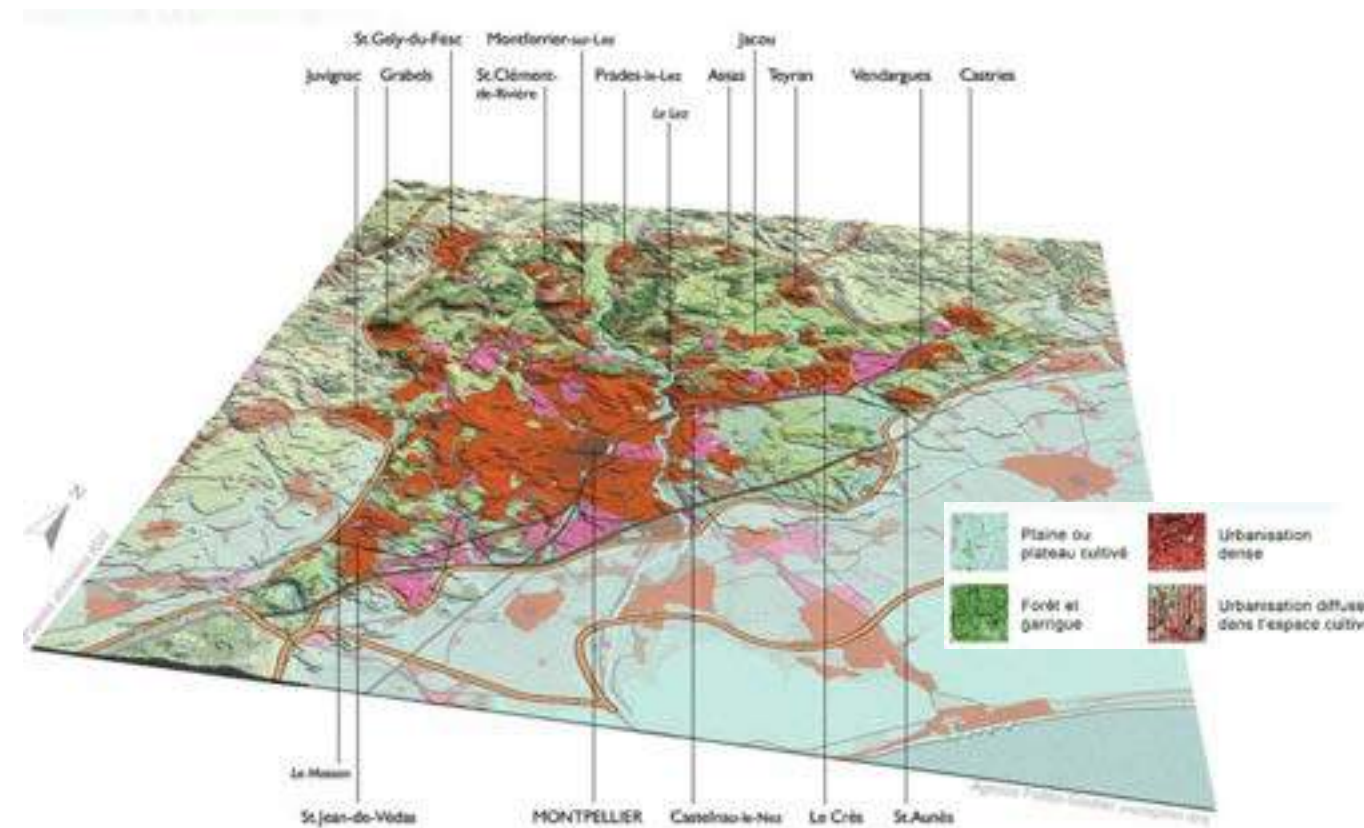 St.Gely-du-Fesc
Montferrier-sur-Lez
Jacou
Juvignac
Grabels
St.Clément-
de-Rivière
Prades-le-Lez
Assas
Teyran
Vendargues
Castries
Le Lez
N
Plaine ou
plateau cultivé
Urbanisation
dense
Forêt et
garrigue
Urbanisation diffuse
dans l'espace cultiv
La Mosson
St.Jean-de-Védas
MONTPELLIER
Castelnau-le-Nez
Le Crès
St.Aunès